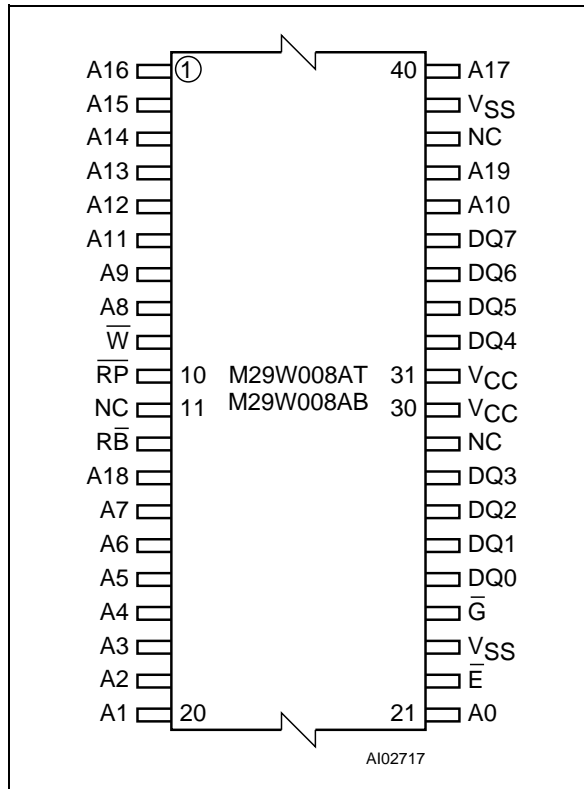 A16 1 40 A17
A15 VSS
A14 NC
A13 A19
A12 A10
A11 DQ7
A9 DQ6
A8 DQ5
W̅ DQ4
R̅P̅ 10 M29W008AT 31 VCC
NC 11 M29W008AB 30 VCC
RB̅ NC
A18 DQ3
A7 DQ2
A6 DQ1
A5 DQ0
A4 G̅
A3 VSS
A2 E̅
A1 20 21 A0
AI02717